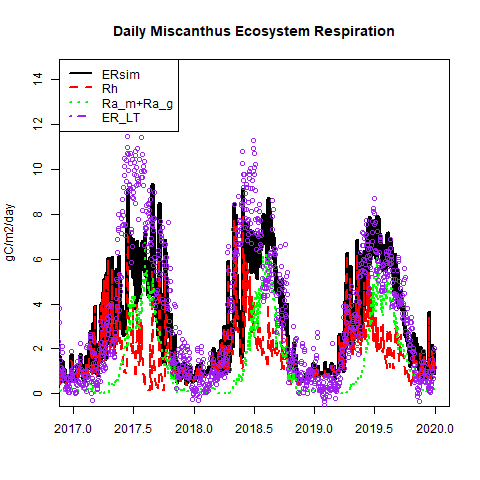 Daily Miscanthus Ecosystem Respiration
ERsim
Rh
Ra_m+Ra_g
ER_LT
gC/m2/day
14
12
10
8
6
4
2
0
2017.0 2017.5 2018.0 2018.5 2019.0 2019.5 2020.0